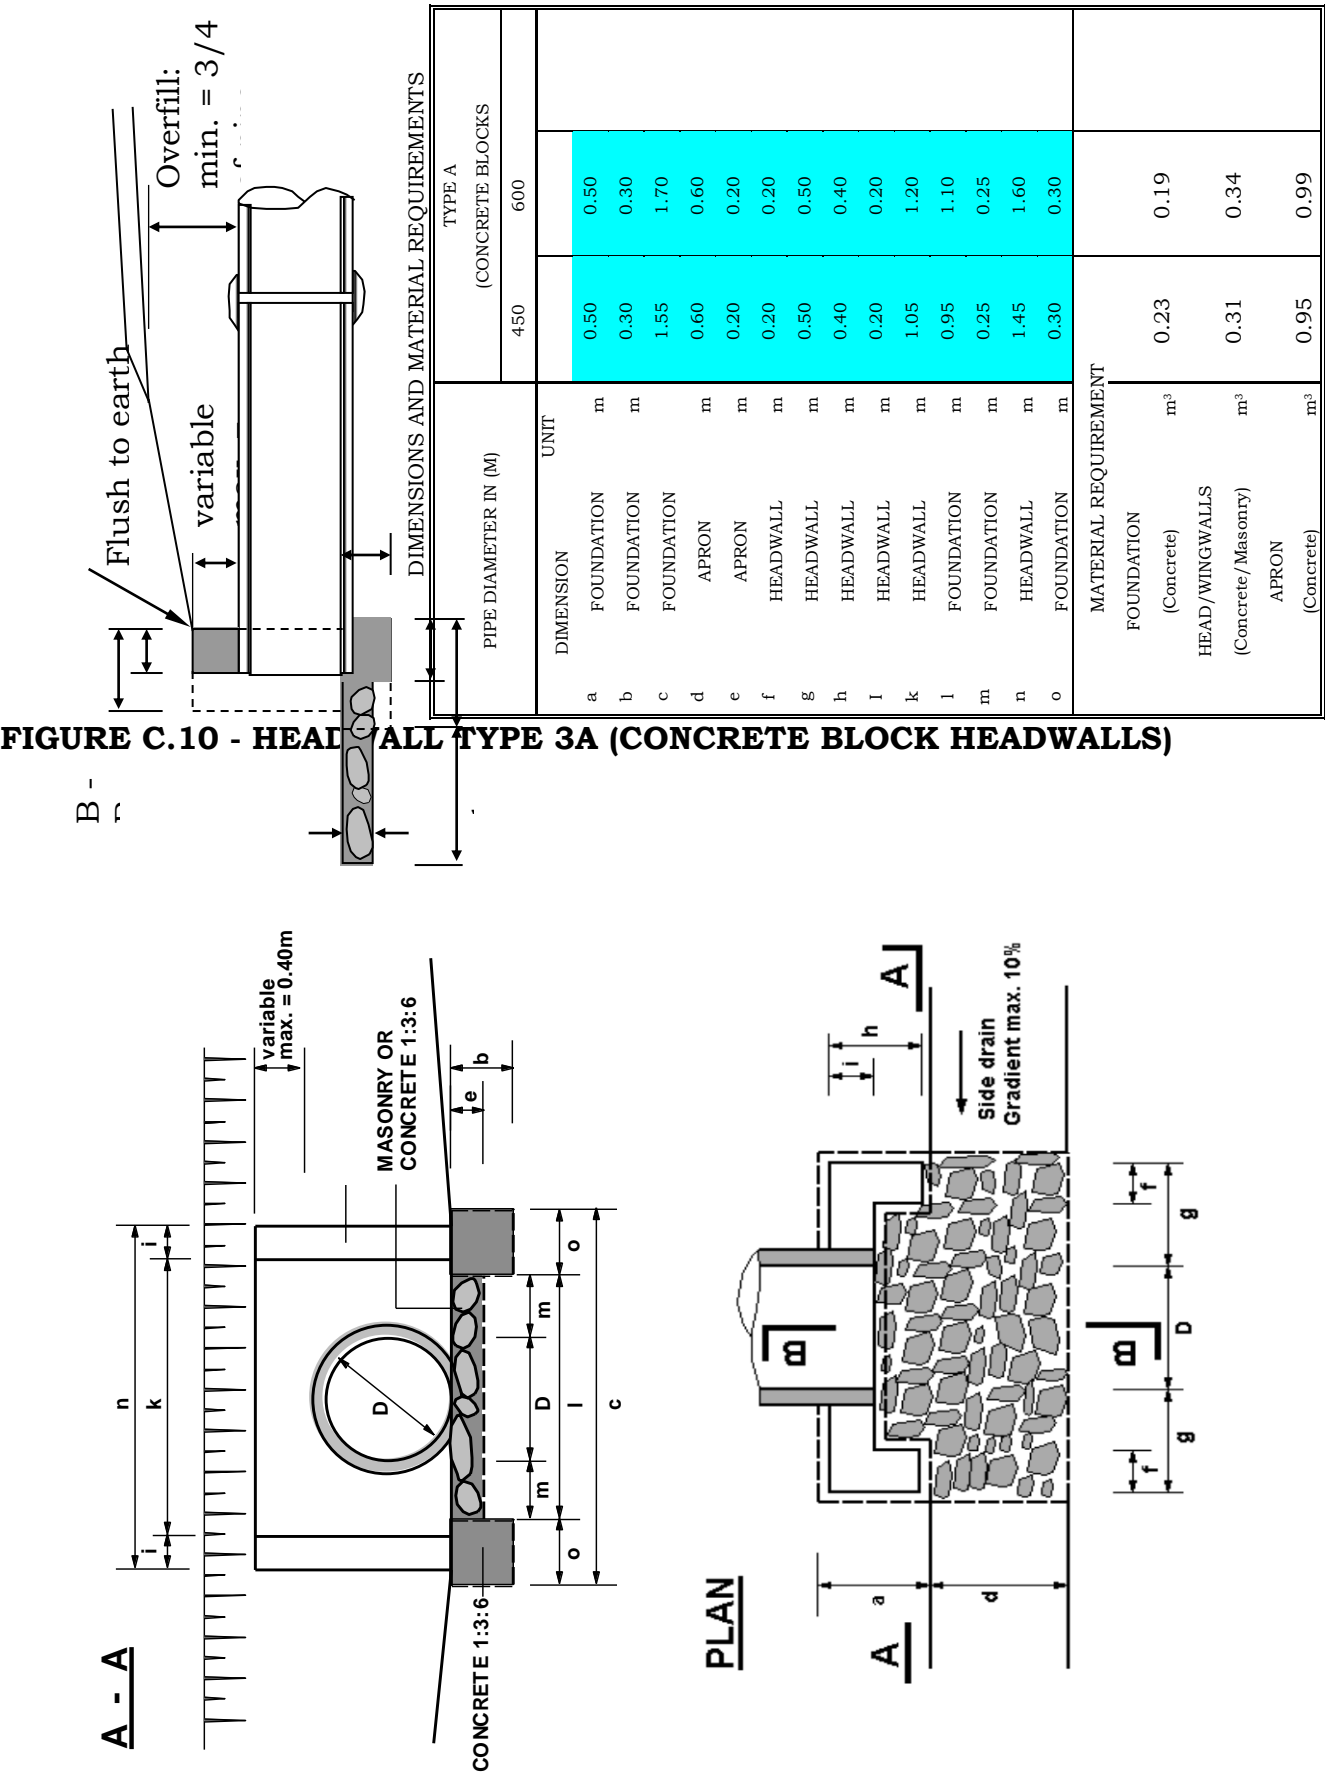 Overfill:
min. = 3/4
Flush to earth
variable
B -
DIMENSIONS AND MATERIAL REQUIREMENTS
PIPE DIAMETER IN (M)
TYPE A
(CONCRETE BLOCKS
450 600
DIMENSION UNIT
a FOUNDATION m 0.50 0.50
b FOUNDATION m 0.30 0.30
c FOUNDATION 1.55 1.70
d APRON m 0.60 0.60
e APRON m 0.20 0.20
f HEADWALL m 0.20 0.20
g HEADWALL m 0.50 0.50
h HEADWALL m 0.40 0.40
I HEADWALL m 0.20 0.20
k HEADWALL m 1.05 1.20
l FOUNDATION m 0.95 1.10
m FOUNDATION m 0.25 0.25
n HEADWALL m 1.45 1.60
o FOUNDATION m 0.30 0.30
MATERIAL REQUIREMENT
FOUNDATION
(Concrete) m³ 0.23 0.19
HEAD/WINGWALLS
(Concrete/Masonry) m³ 0.31 0.34
APRON
(Concrete) m³ 0.95 0.99
FIGURE C.10 - HEADWALL TYPE 3A (CONCRETE BLOCK HEADWALLS)
A - A
variable
max. = 0.40m
MASONRY OR
CONCRETE 1:3:6
CONCRETE 1:3:6
n
i k i
D
e b
m D m
o l o
c
PLAN
A A
B B
h
i
Side drain
Gradient max. 10%
a
d
f f
g D g